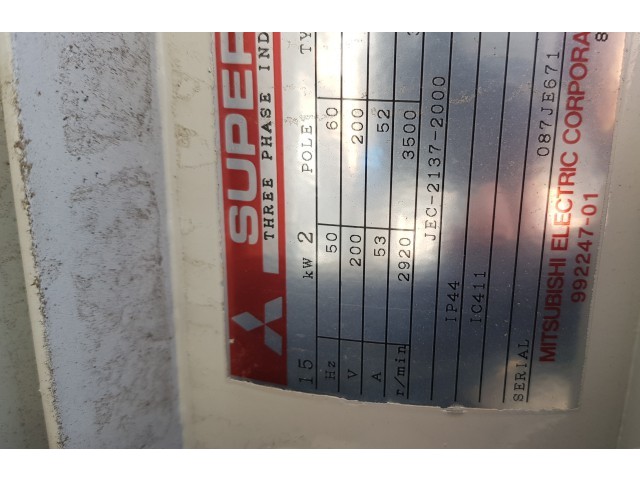 SUPER
THREE PHASE IND
15 kW 2 POLE TY
Hz 50 60
V 200 200
A 53 52
r/min 2920 3500
JEC-2137-2000
IP44
IC411
SERIAL 087JE671
MITSUBISHI ELECTRIC CORPORA
992247-01